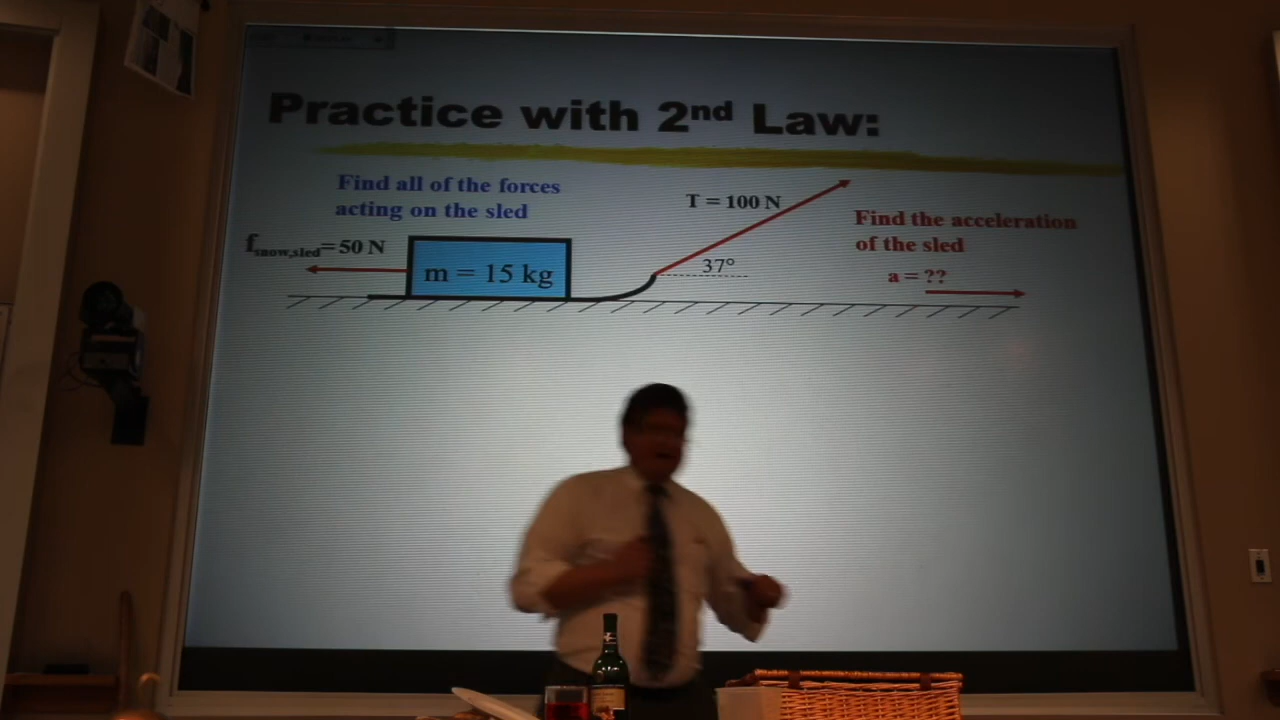 Practice with 2nd Law:
Find all of the forces
acting on the sled
T = 100 N
Find the acceleration
of the sled
fsnow,sled= 50 N
m = 15 kg
37°
a = ??